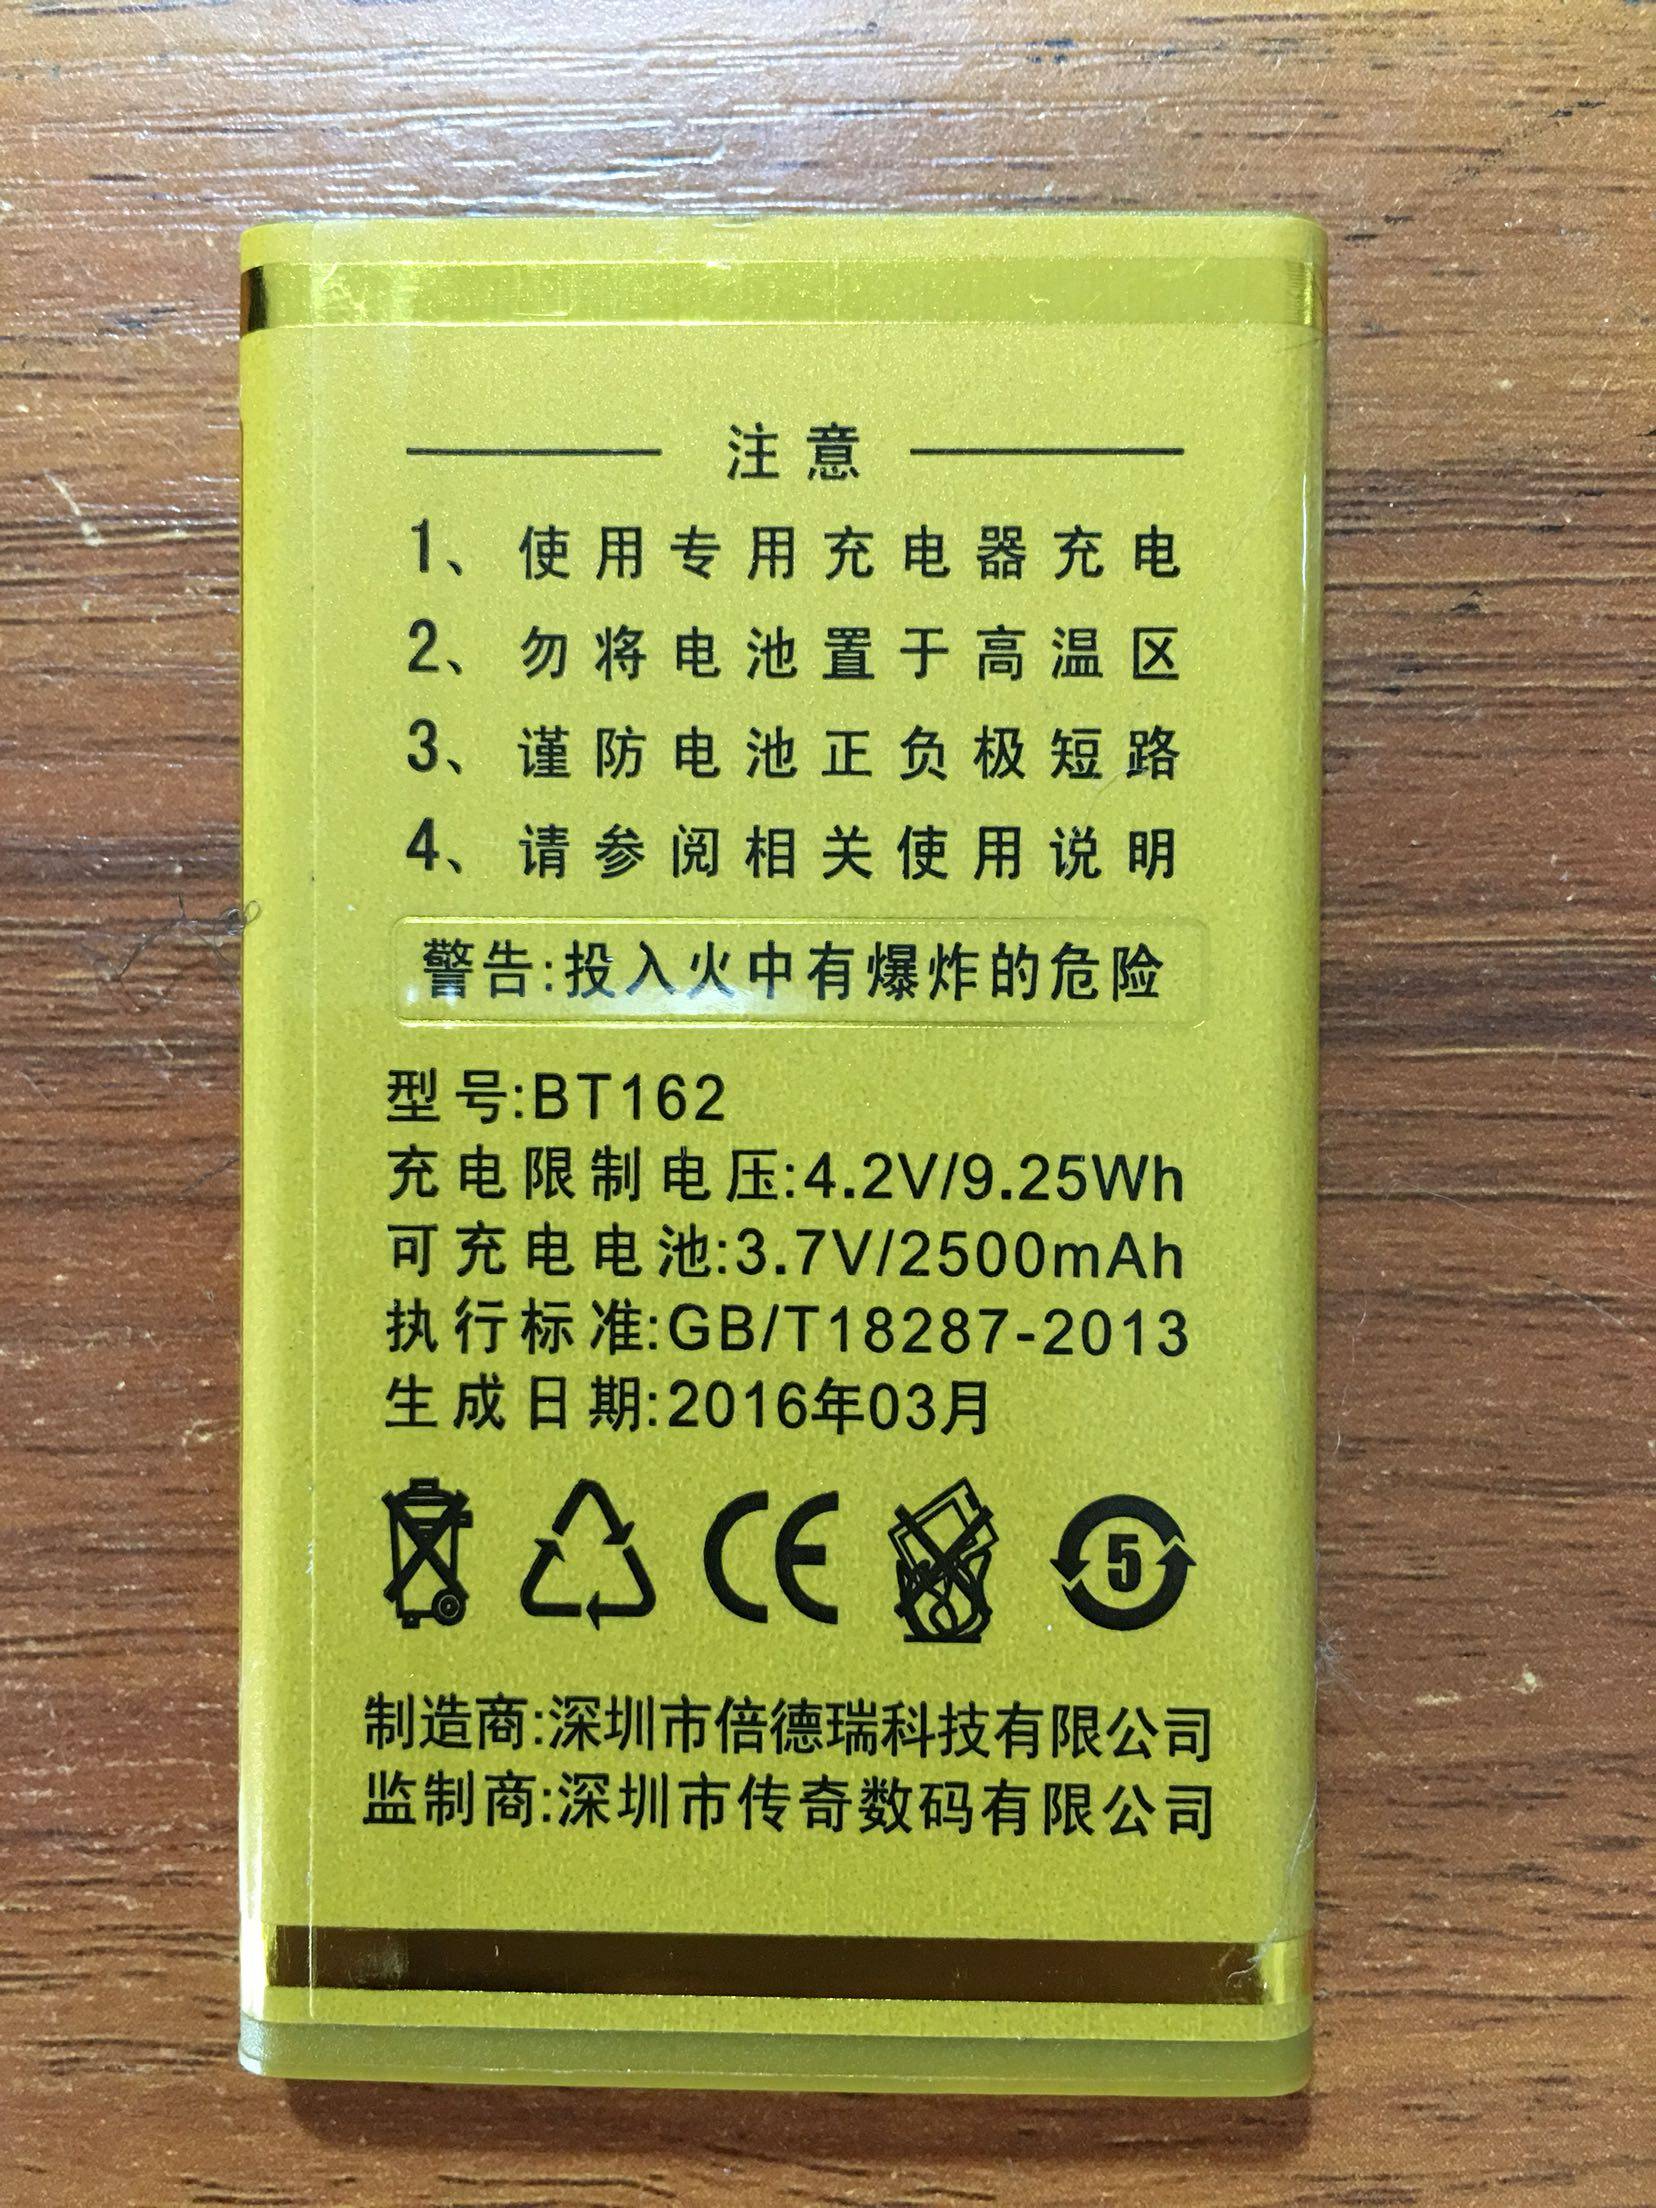 注意
1、使用专用充电器充电
2、勿将电池置于高温区
3、谨防电池正负极短路
4、请参阅相关使用说明
警告:投入火中有爆炸的危险
型号:BT162
充电限制电压:4.2V/9.25Wh
可充电电池:3.7V/2500mAh
执行标准:GB/T18287-2013
生成日期:2016年03月
CE 5
制造商:深圳市倍德瑞科技有限公司
监制商:深圳市传奇数码有限公司